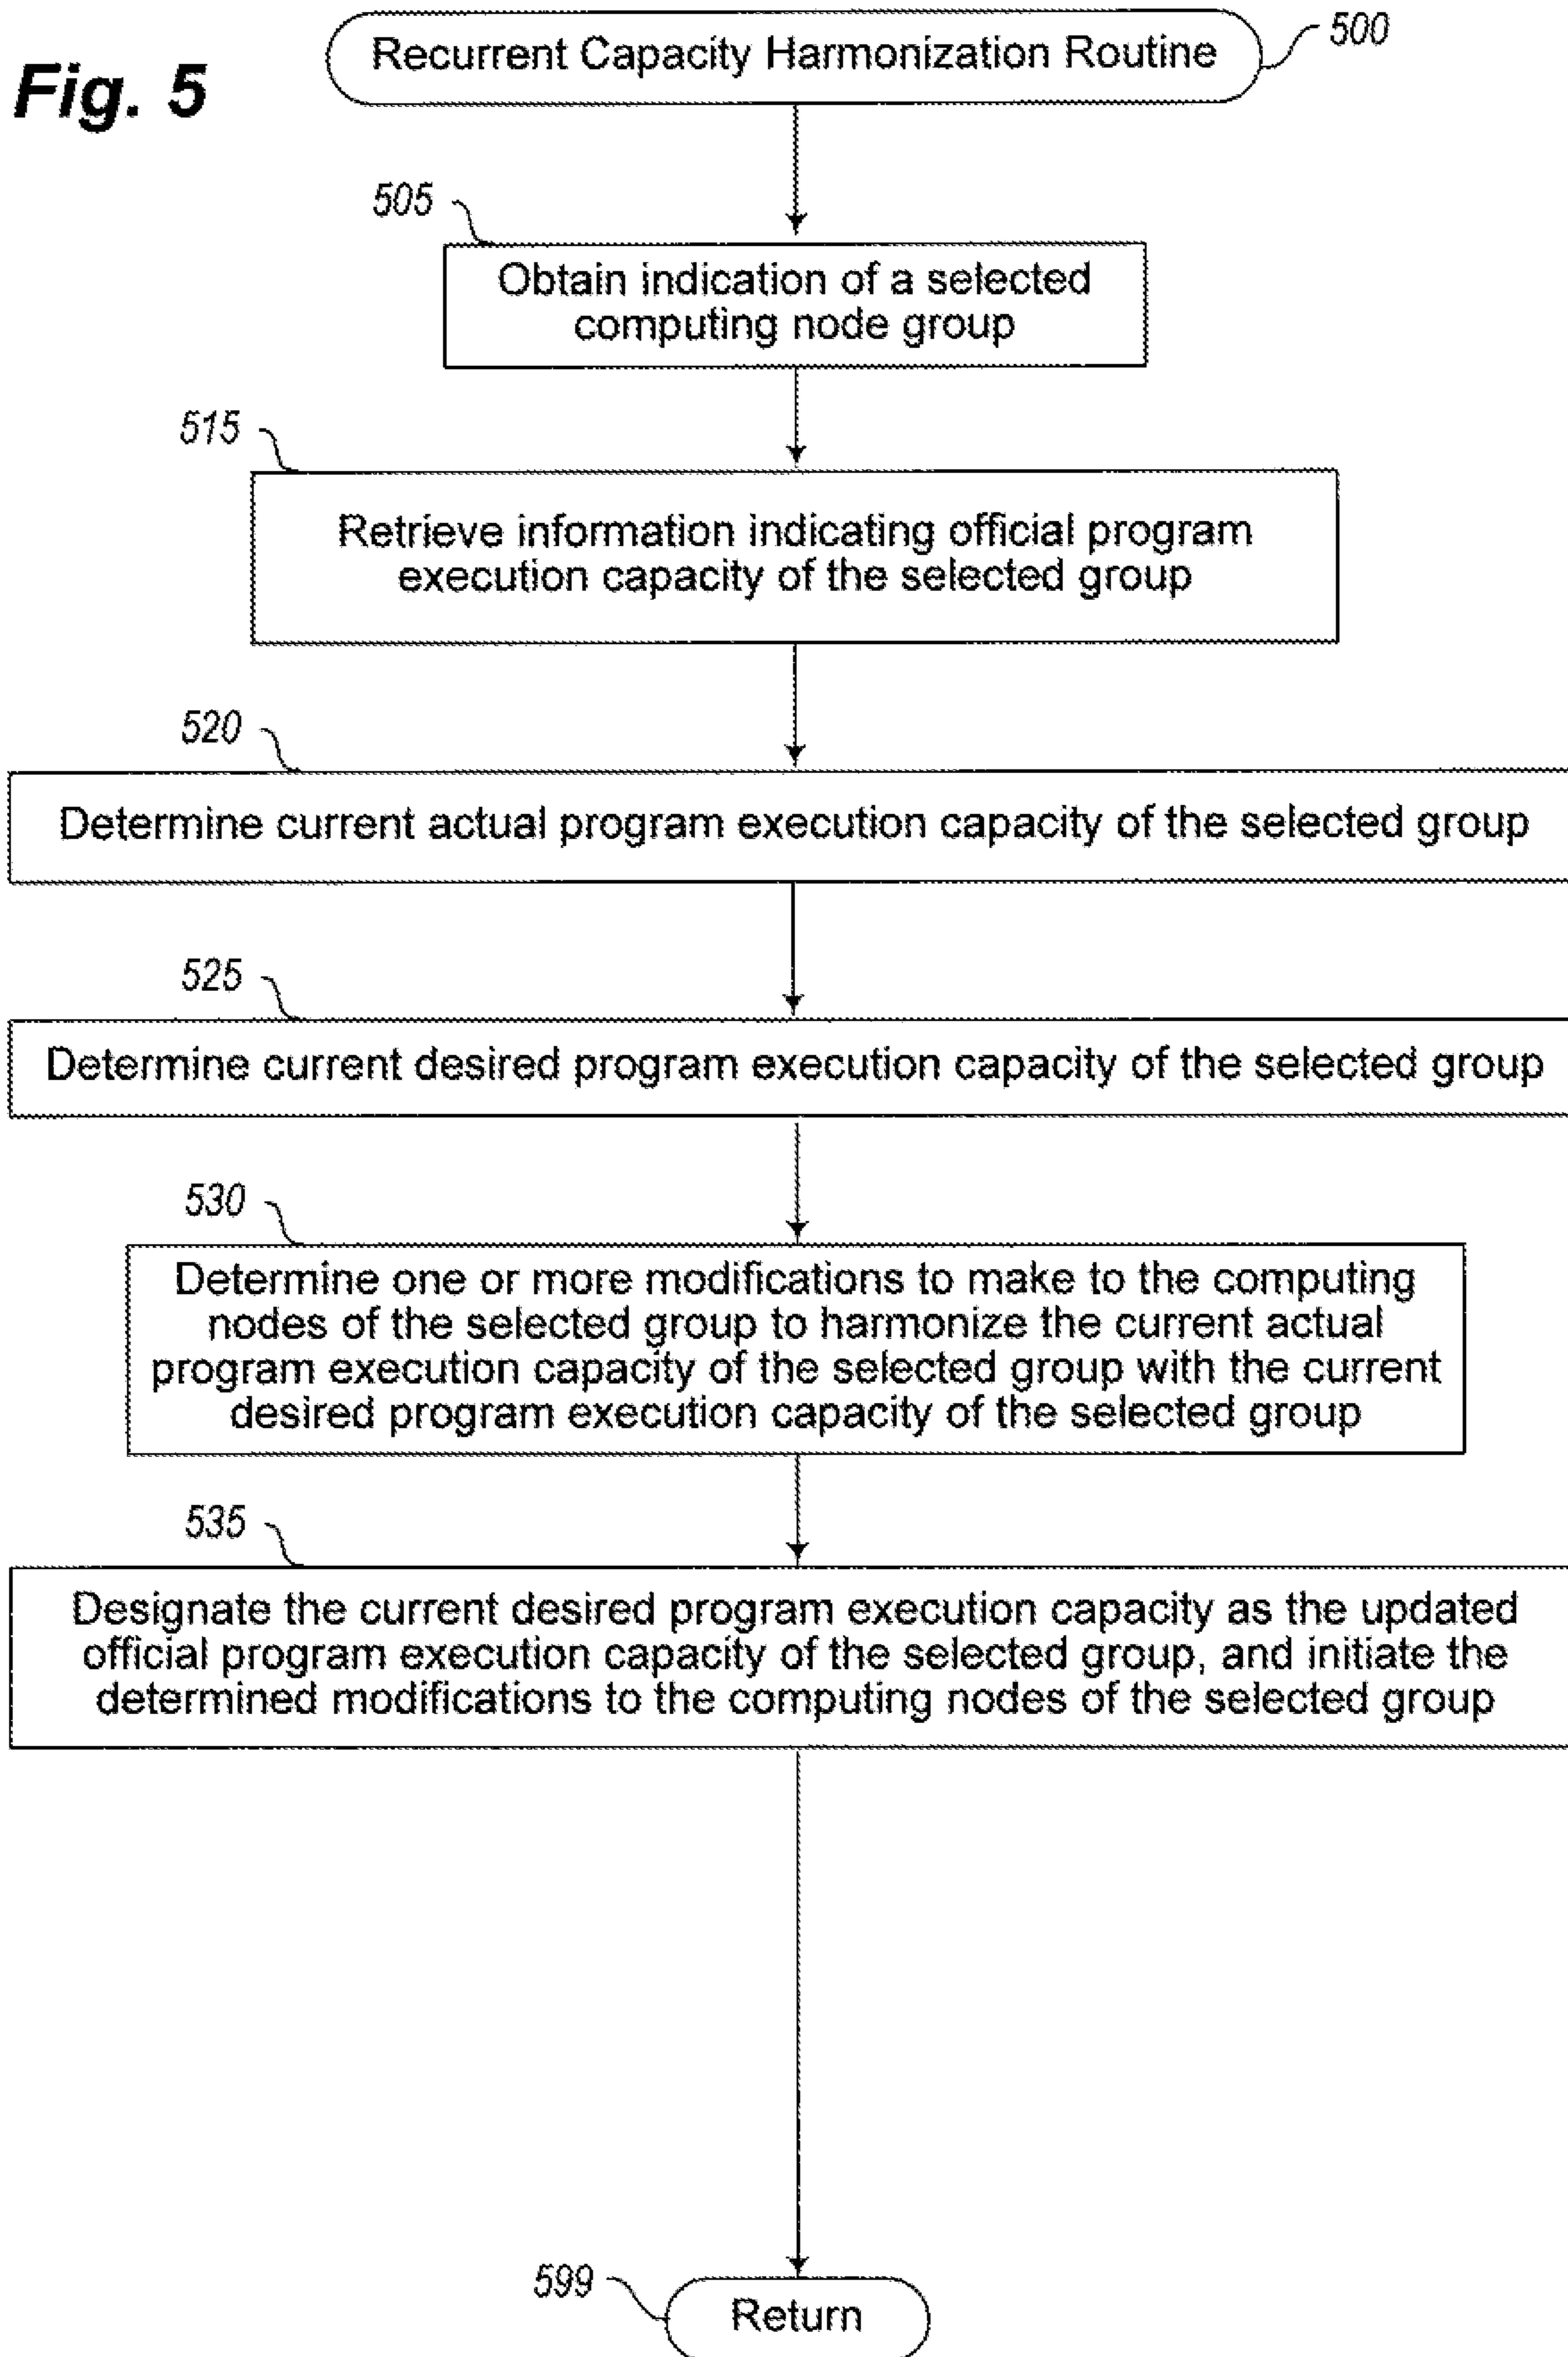 Fig. 5
Recurrent Capacity Harmonization Routine
500
505
Obtain indication of a selected
computing node group
515
Retrieve information indicating official program
execution capacity of the selected group
520
Determine current actual program execution capacity of the selected group
525
Determine current desired program execution capacity of the selected group
530
Determine one or more modifications to make to the computing
nodes of the selected group to harmonize the current actual
program execution capacity of the selected group with the current
desired program execution capacity of the selected group
535
Designate the current desired program execution capacity as the updated
official program execution capacity of the selected group, and initiate the
determined modifications to the computing nodes of the selected group
599
Return